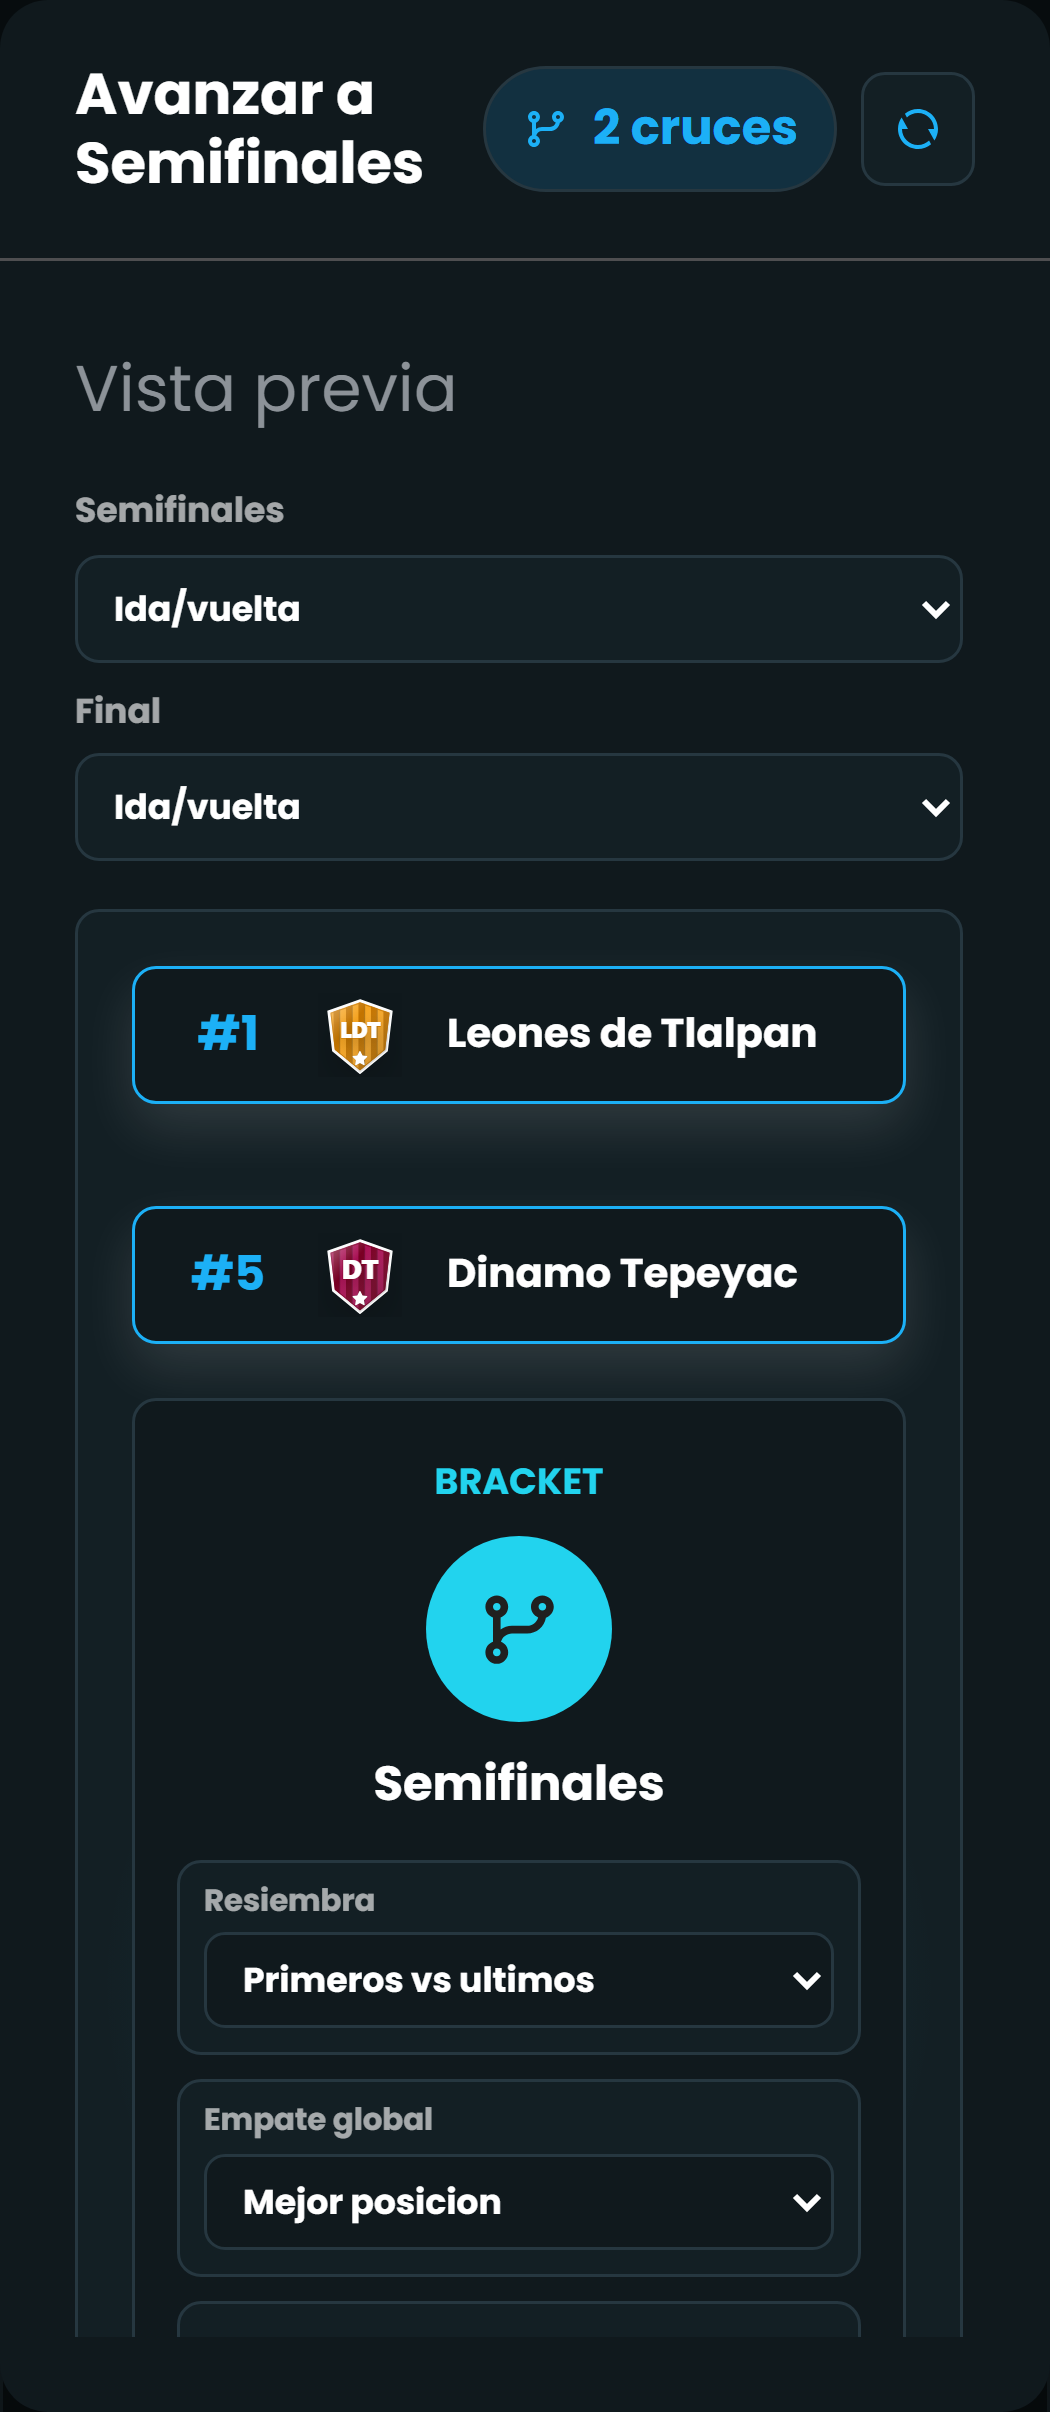 Avanzar a
Semifinales
2 cruces
Vista previa
Semifinales
Ida/vuelta
Final
Ida/vuelta
#1 LDT Leones de Tlalpan
#5 DT Dinamo Tepeyac
BRACKET
Semifinales
Resiembra
Primeros vs ultimos
Empate global
Mejor posicion